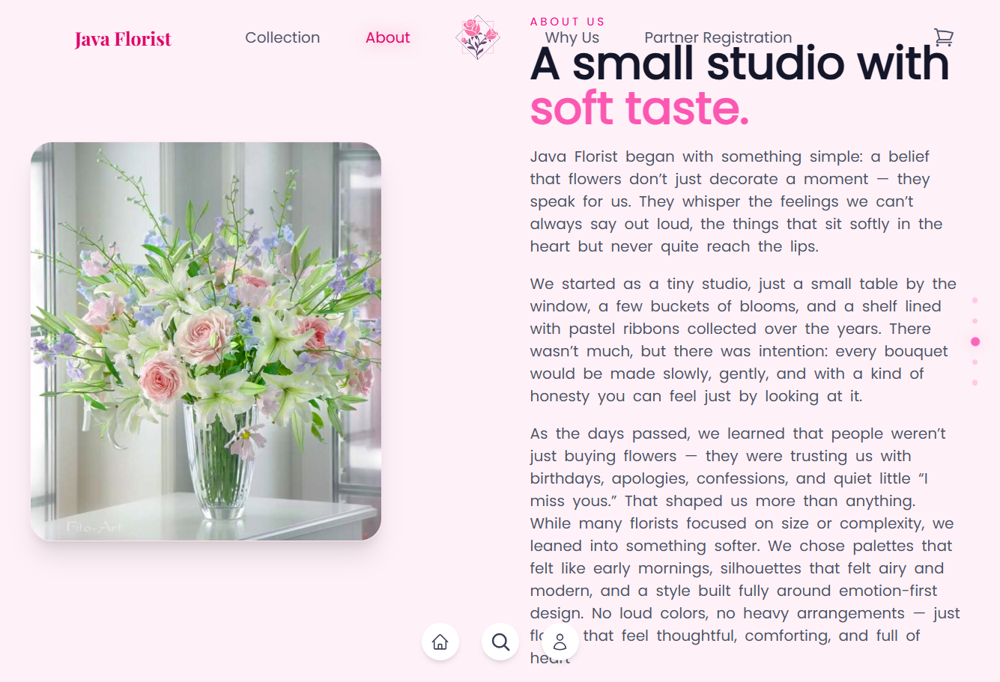 Java Florist
Collection
About
Why Us
Partner Registration
ABOUT US
A small studio with
soft taste.
Java Florist began with something simple: a belief
that flowers don’t just decorate a moment — they
speak for us. They whisper the feelings we can’t
always say out loud, the things that sit softly in the
heart but never quite reach the lips.
We started as a tiny studio, just a small table by the
window, a few buckets of blooms, and a shelf lined
with pastel ribbons collected over the years. There
wasn’t much, but there was intention: every bouquet
would be made slowly, gently, and with a kind of
honesty you can feel just by looking at it.
As the days passed, we learned that people weren’t
just buying flowers — they were trusting us with
birthdays, apologies, confessions, and quiet little “I
miss yous.” That shaped us more than anything.
While many florists focused on size or complexity, we
leaned into something softer. We chose palettes that
felt like early mornings, silhouettes that felt airy and
modern, and a style built fully around emotion-first
design. No loud colors, no heavy arrangements — just
that feel thoughtful, comforting, and full of
heart
Fito-Art